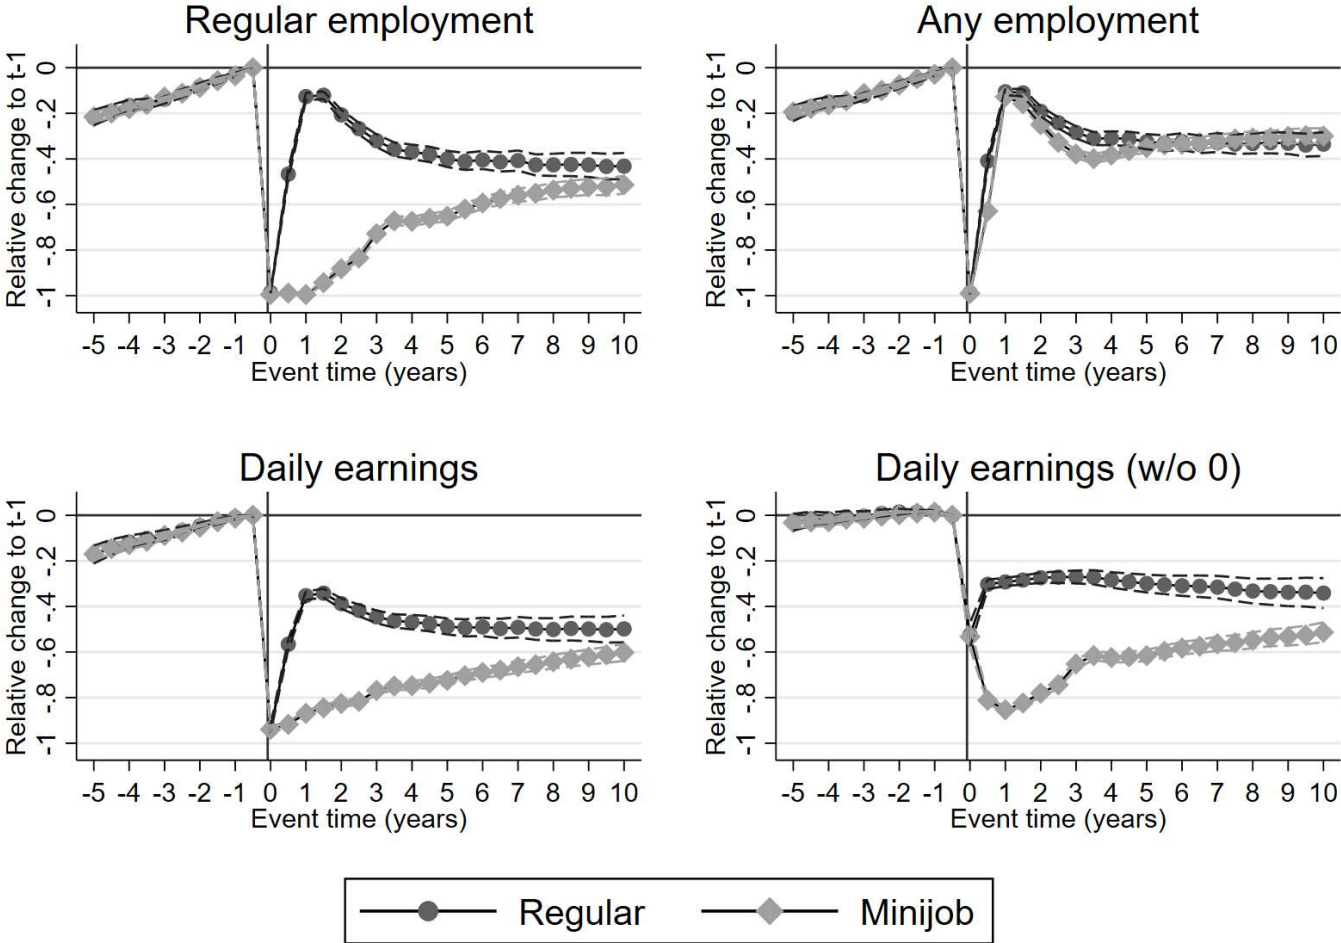 Regular employment
Relative change to t-1
0
-.2
-.4
-.6
-.8
-1
-5 -4 -3 -2 -1 0 1 2 3 4 5 6 7 8 9 10
Event time (years)
Any employment
Relative change to t-1
0
-.2
-.4
-.6
-.8
-1
-5 -4 -3 -2 -1 0 1 2 3 4 5 6 7 8 9 10
Event time (years)
Daily earnings
Relative change to t-1
0
-.2
-.4
-.6
-.8
-1
-5 -4 -3 -2 -1 0 1 2 3 4 5 6 7 8 9 10
Event time (years)
Daily earnings (w/o 0)
Relative change to t-1
0
-.2
-.4
-.6
-.8
-1
-5 -4 -3 -2 -1 0 1 2 3 4 5 6 7 8 9 10
Event time (years)
Regular Minijob